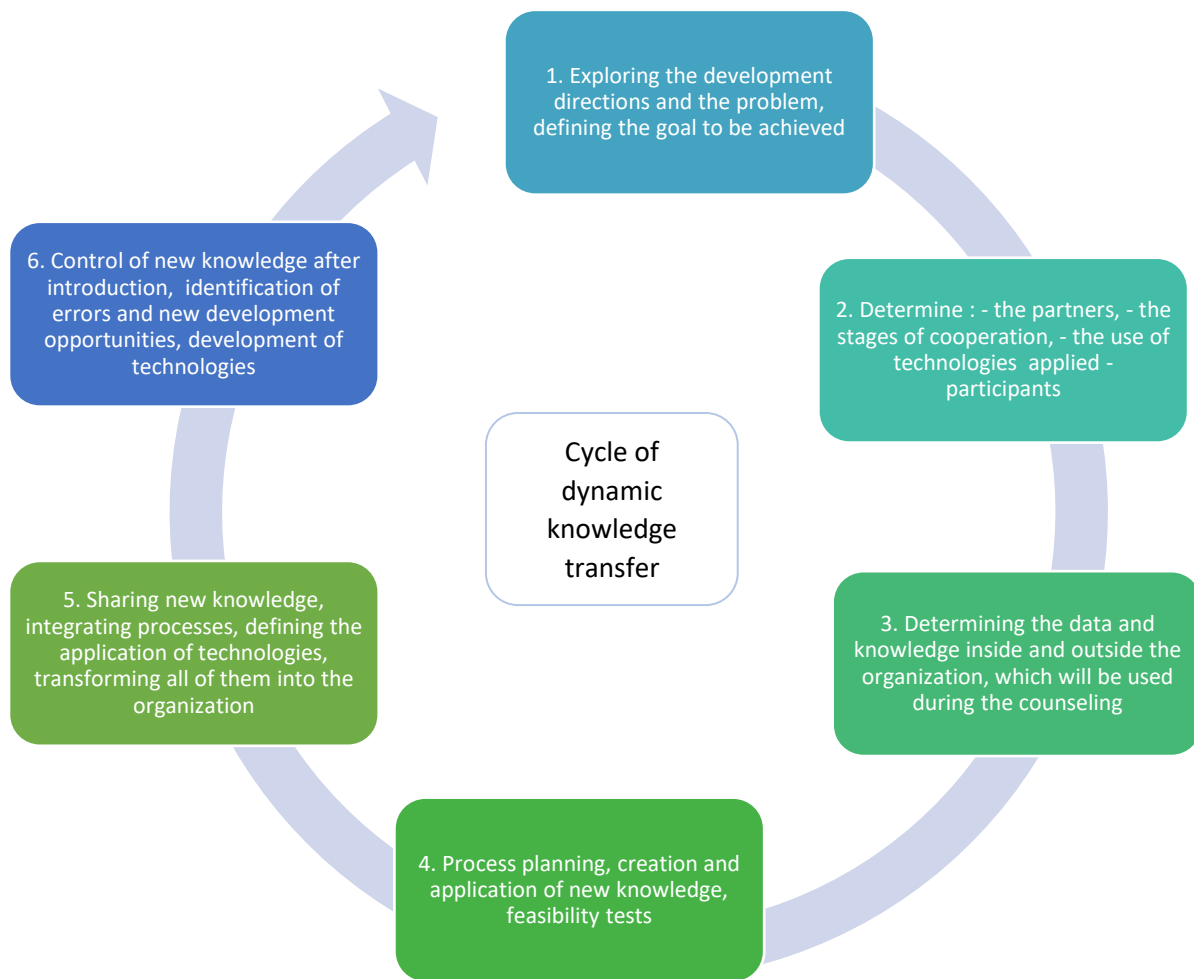 1. Exploring the development
directions and the problem,
defining the goal to be achieved
2. Determine : - the partners, - the
stages of cooperation, - the use of
technologies  applied -
participants
3. Determining the data and
knowledge inside and outside the
organization, which will be used
during the counseling
4. Process planning, creation and
application of new knowledge,
feasibility tests
5. Sharing new knowledge,
integrating processes, defining the
application of technologies,
transforming all of them into the
organization
6. Control of new knowledge after
introduction,  identification of
errors and new development
opportunities, development of
technologies
Cycle of
dynamic
knowledge
transfer